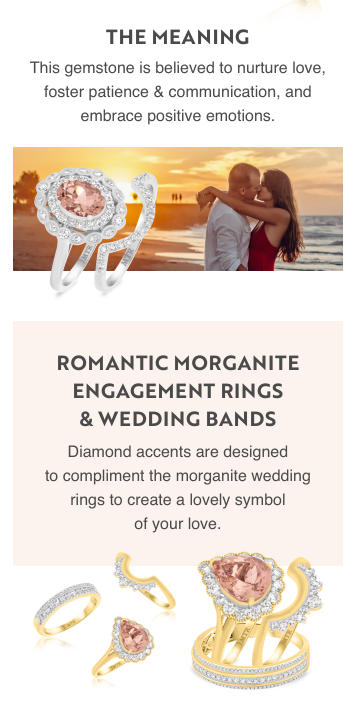 THE MEANING
This gemstone is believed to nurture love,
foster patience & communication, and
embrace positive emotions.
ROMANTIC MORGANITE
ENGAGEMENT RINGS
& WEDDING BANDS
Diamond accents are designed
to compliment the morganite wedding
rings to create a lovely symbol
of your love.